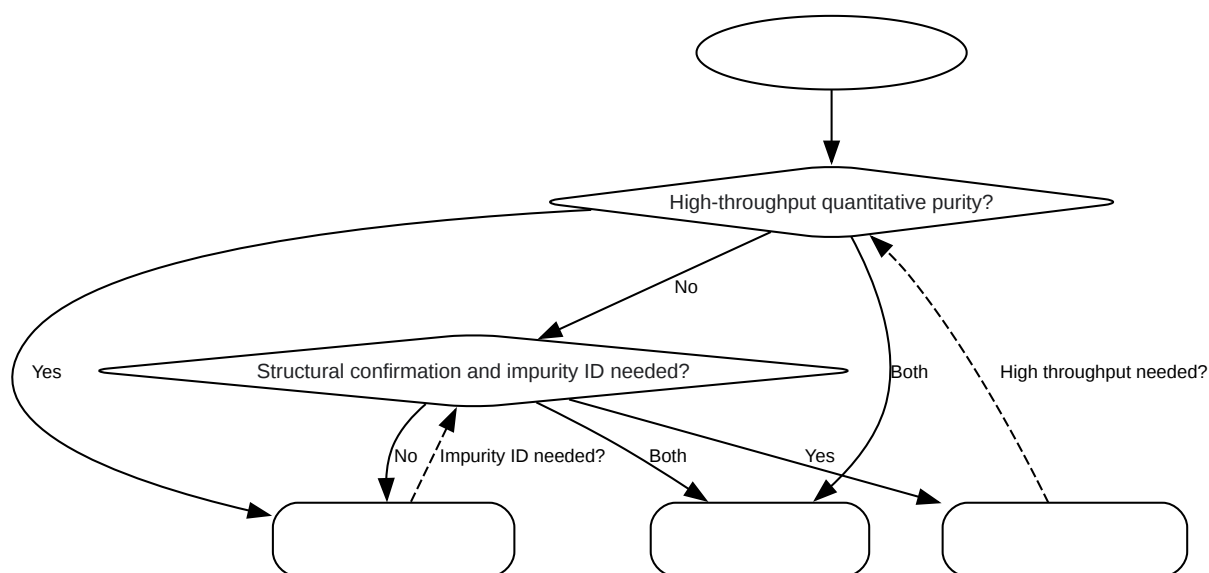 High-throughput quantitative purity?
No
Yes
Structural confirmation and impurity ID needed?
Both
High throughput needed?
No
Impurity ID needed?
Both
Yes